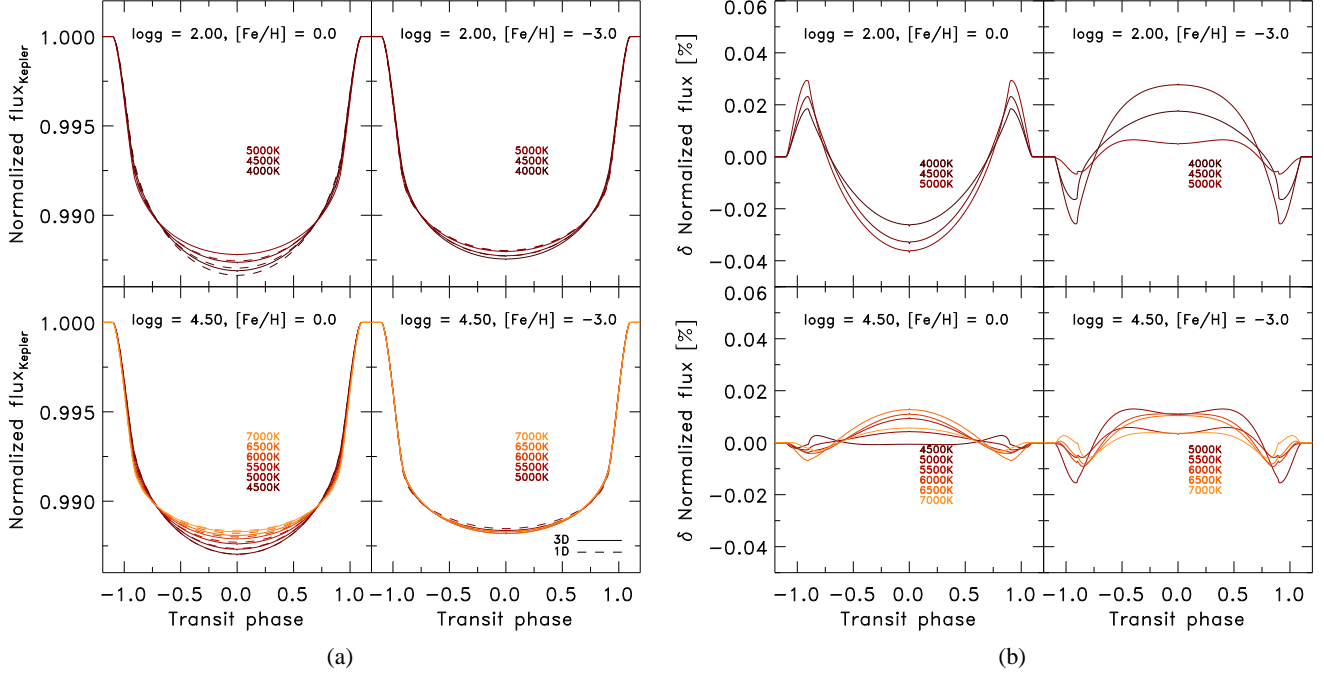 logg = 2.00, [Fe/H] = 0.0
logg = 2.00, [Fe/H] = −3.0
1.000
0.995
0.990
Normalized flux_Kepler
5000K
4500K
4000K
5000K
4500K
4000K
logg = 4.50, [Fe/H] = 0.0
logg = 4.50, [Fe/H] = −3.0
1.000
0.995
0.990
Normalized flux_Kepler
7000K
6500K
6000K
5500K
5000K
4500K
7000K
6500K
6000K
5500K
5000K
3D
1D
−1.0 −0.5 0.0 0.5 1.0
−1.0 −0.5 0.0 0.5 1.0
Transit phase
Transit phase
(a)
logg = 2.00, [Fe/H] = 0.0
logg = 2.00, [Fe/H] = −3.0
0.06
0.04
0.02
0.00
−0.02
−0.04
δ Normalized flux [%]
4000K
4500K
5000K
4000K
4500K
5000K
logg = 4.50, [Fe/H] = 0.0
logg = 4.50, [Fe/H] = −3.0
0.06
0.04
0.02
0.00
−0.02
−0.04
δ Normalized flux [%]
4500K
5000K
5500K
6000K
6500K
7000K
5000K
5500K
6000K
6500K
7000K
−1.0 −0.5 0.0 0.5 1.0
−1.0 −0.5 0.0 0.5 1.0
Transit phase
Transit phase
(b)